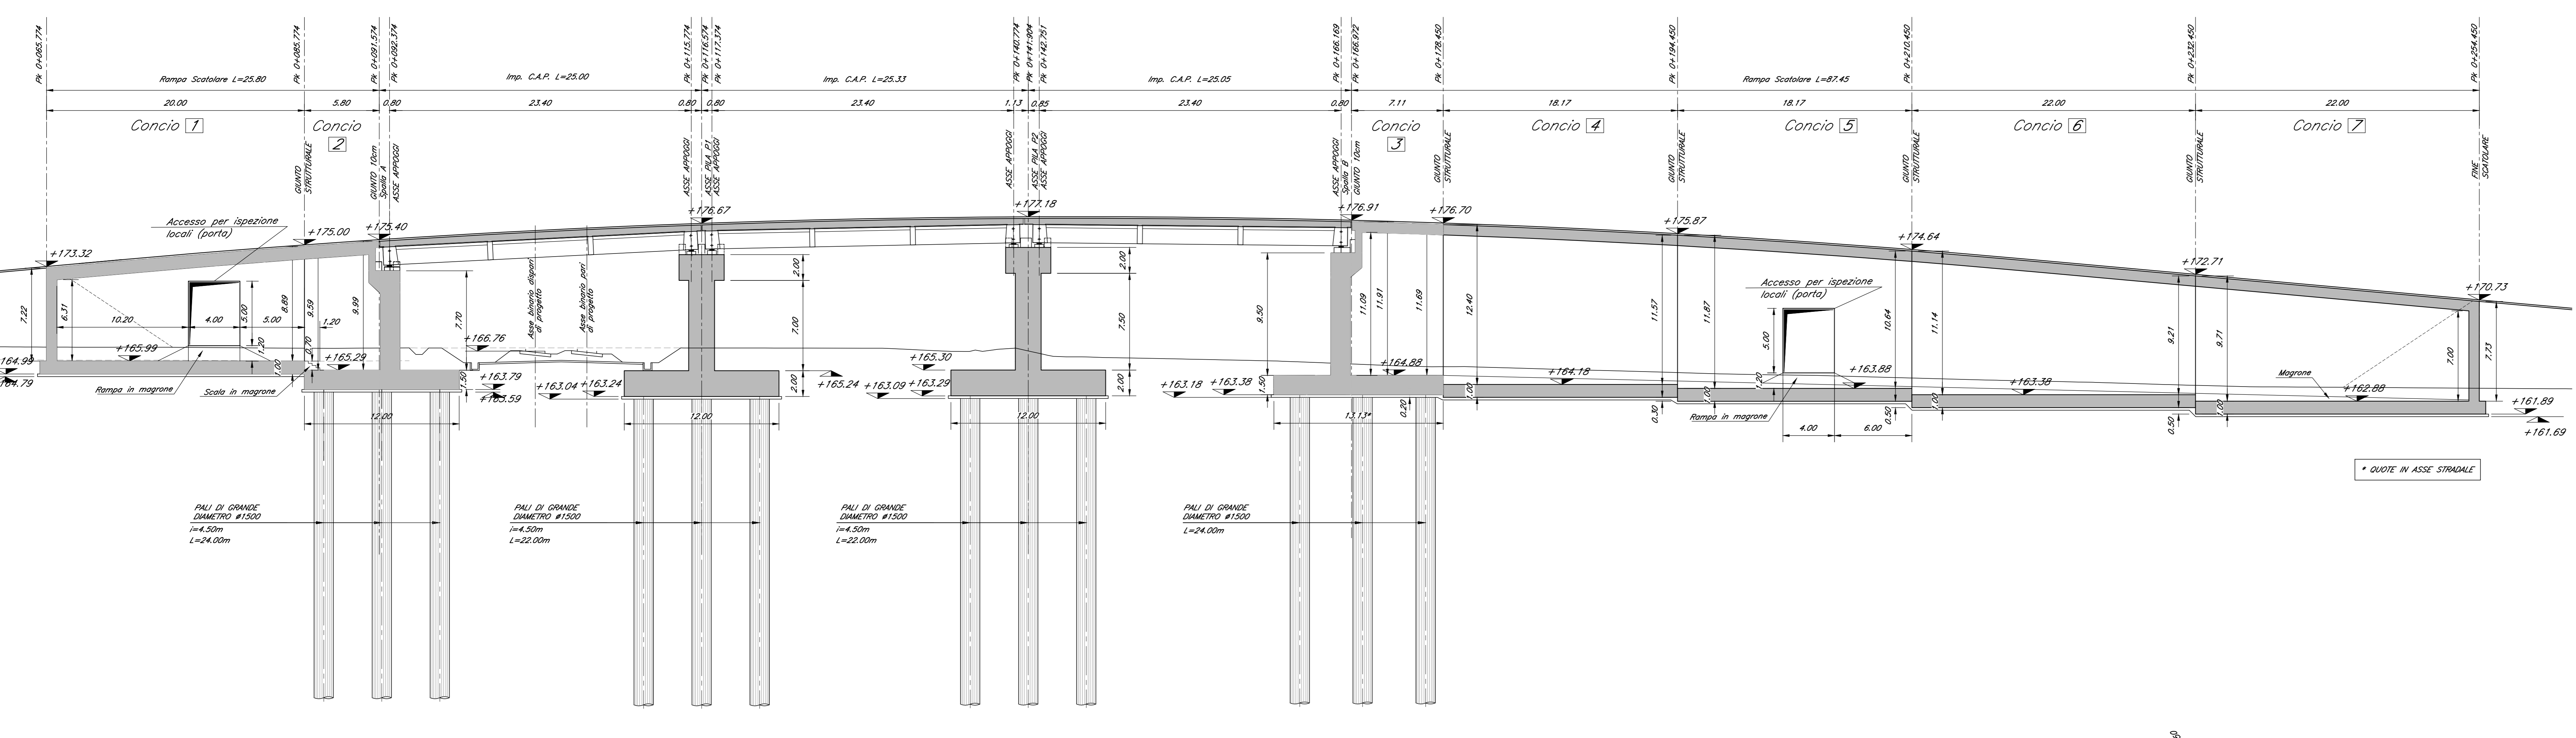 Pk 0+065.774
Pk 0+085.774
Pk 0+091.574
Pk 0+092.374
Pk 0+115.774
Pk 0+116.574
Pk 0+117.374
Pk 0+140.774
Pk 0+141.904
Pk 0+142.751
Pk 0+166.169
Pk 0+166.972
Pk 0+178.450
Pk 0+194.450
Pk 0+210.450
Pk 0+232.450
Pk 0+254.450
Rampa Scatolare L=25.80
Imp. C.A.P. L=25.00
Imp. C.A.P. L=25.33
Imp. C.A.P. L=25.05
Rampa Scatolare L=87.45
20.00
5.80
0.80
23.40
0.80
0.80
23.40
1.13
0.85
23.40
0.80
7.11
18.17
18.17
22.00
22.00
Concio 1
Concio
2
Concio
3
Concio 4
Concio 5
Concio 6
Concio 7
GIUNTO
STRUTTURALE
GIUNTO 10cm
Spalla A
ASSE APPOGGI
ASSE APPOGGI
ASSE PILA P1
ASSE APPOGGI
ASSE APPOGGI
ASSE PILA P2
ASSE APPOGGI
ASSE APPOGGI
Spalla B
GIUNTO 10cm
GIUNTO
STRUTTURALE
GIUNTO
STRUTTURALE
GIUNTO
STRUTTURALE
GIUNTO
STRUTTURALE
FINE
SCATOLARE
Accesso per ispezione
locali (porta)
+173.32
+175.00
+175.40
+176.67
+177.18
+176.91
+176.70
+175.87
+174.64
+172.71
+170.73
7.22
6.31
10.20
4.00
5.00
5.00
1.20
8.89
9.59
9.99
1.20
0.70
1.00
+165.99
+165.29
Rampa in magrone
Scala in magrone
7.70
+166.76
Asse binario dispari
di progetto
Asse binario pari
di progetto
1.50
+163.79
+163.59
+163.04
+163.24
2.00
7.00
2.00
+165.24
+165.30
+163.09
+163.29
2.00
7.50
2.00
+163.18
+163.38
9.50
1.50
11.09
11.91
11.69
12.40
+164.88
0.20
1.00
+164.18
11.57
11.87
0.30
1.00
Accesso per ispezione
locali (porta)
5.00
1.20
+163.88
Rampa in magrone
4.00
6.00
10.64
11.14
0.50
1.00
+163.38
9.21
9.71
0.50
1.00
Magrone
+162.88
7.00
7.73
+161.89
+161.69
12.00
12.00
12.00
13.13*
* QUOTE IN ASSE STRADALE
PALI DI GRANDE
DIAMETRO ø1500
i=4.50m
L=24.00m
PALI DI GRANDE
DIAMETRO ø1500
i=4.50m
L=22.00m
PALI DI GRANDE
DIAMETRO ø1500
i=4.50m
L=22.00m
PALI DI GRANDE
DIAMETRO ø1500
L=24.00m